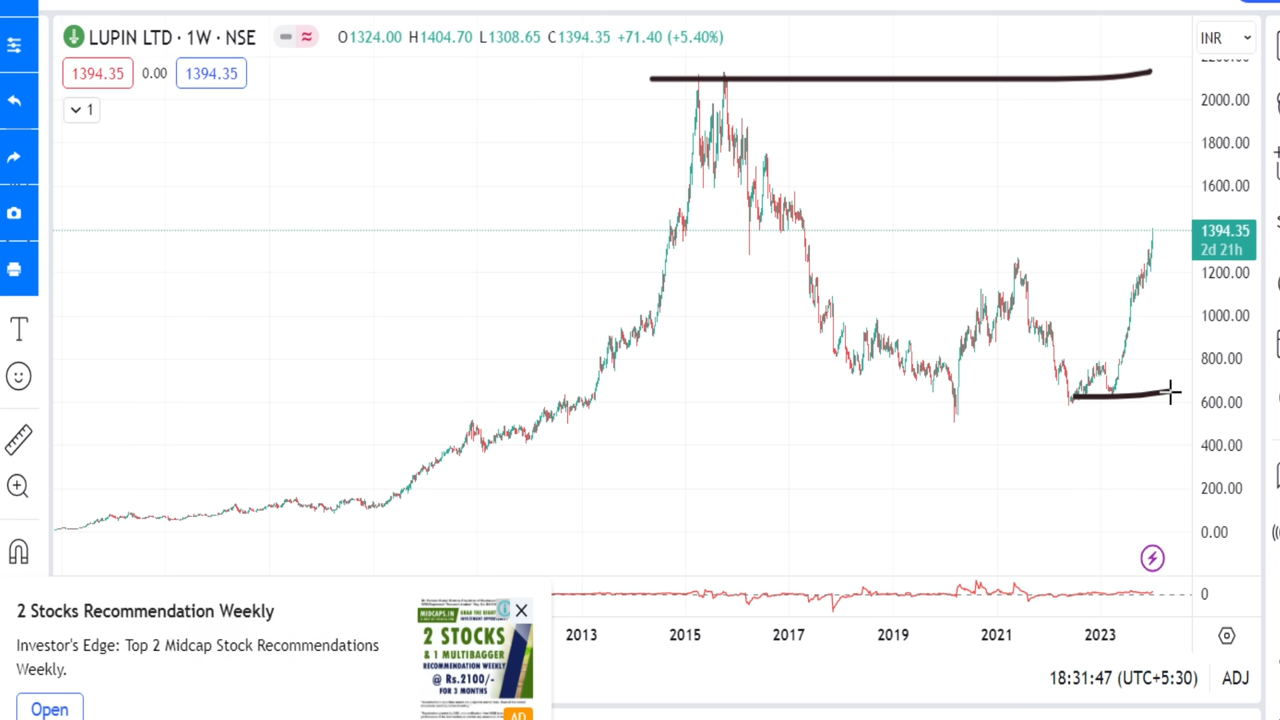 LUPIN LTD · 1W · NSE
O1324.00 H1404.70 L1308.65 C1394.35 +71.40 (+5.40%)
INR
1394.35 0.00 1394.35
1
2000.00
1800.00
1600.00
1394.35
2d 21h
1200.00
1000.00
800.00
600.00
400.00
200.00
0.00
0
2013 2015 2017 2019 2021 2023
18:31:47 (UTC+5:30) ADJ
2 Stocks Recommendation Weekly
Investor's Edge: Top 2 Midcap Stock Recommendations
Weekly.
Open
MIDCAPS.IN
2 STOCKS
& 1 MULTIBAGGER
RECOMMENDATION WEEKLY
@ Rs.2100/-
FOR 3 MONTHS
AD